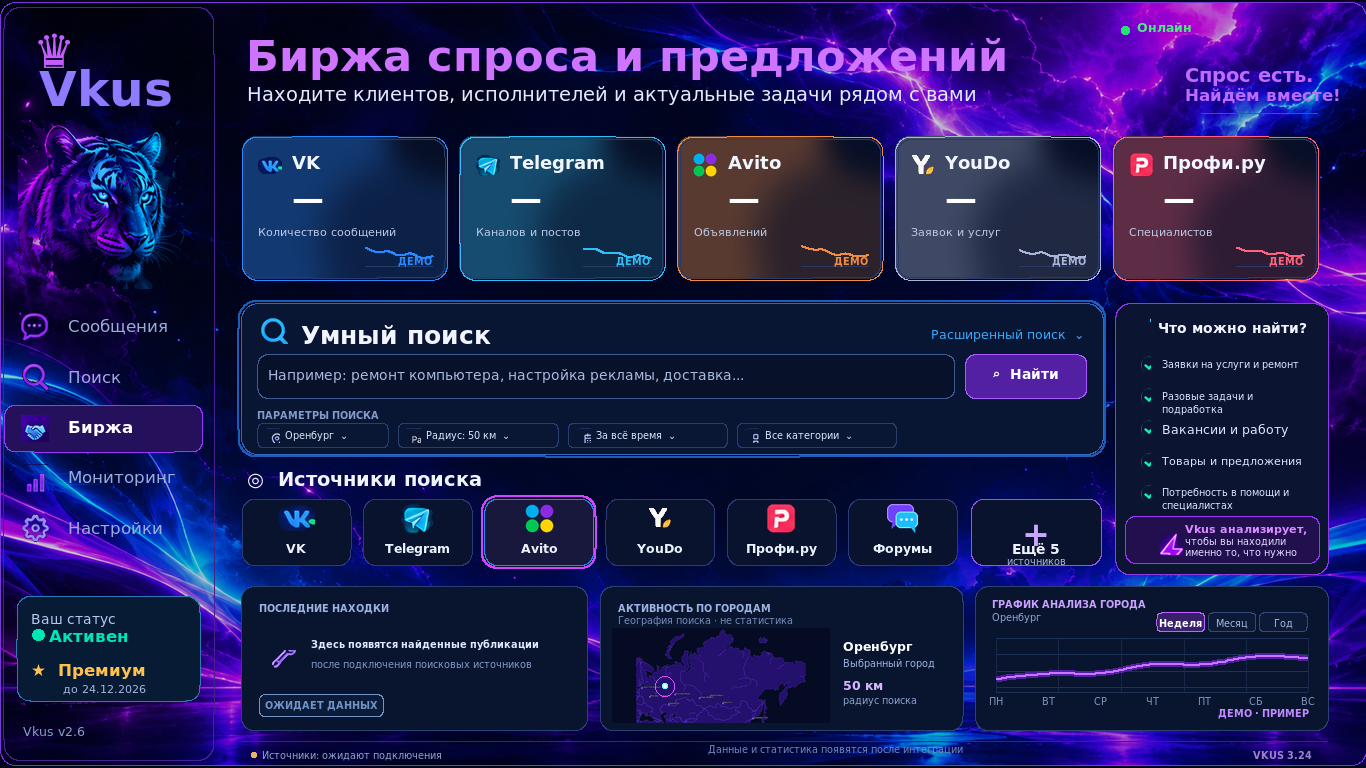 Vkus
Сообщения
Поиск
Биржа
Мониторинг
Настройки
Ваш статус
Активен
Премиум
до 24.12.2026
Vkus v2.6
Биржа спроса и предложений
Находите клиентов, исполнителей и актуальные задачи рядом с вами
Онлайн
Спрос есть.
Найдём вместе!
VK
—
Количество сообщений
ДЕМО
Telegram
—
Каналов и постов
ДЕМО
Avito
—
Объявлений
ДЕМО
YouDo
—
Заявок и услуг
ДЕМО
Профи.ру
—
Специалистов
ДЕМО
Умный поиск
Расширенный поиск
Например: ремонт компьютера, настройка рекламы, доставка...
Найти
ПАРАМЕТРЫ ПОИСКА
Оренбург
Ра Радиус: 50 км
За всё время
Все категории
Что можно найти?
Заявки на услуги и ремонт
Разовые задачи и
подработка
Вакансии и работу
Товары и предложения
Потребность в помощи и
специалистах
Vkus анализирует,
чтобы вы находили
именно то, что нужно
Источники поиска
VK
Telegram
Avito
YouDo
Профи.ру
Форумы
+
Ещё 5
источников
ПОСЛЕДНИЕ НАХОДКИ
Здесь появятся найденные публикации
после подключения поисковых источников
ОЖИДАЕТ ДАННЫХ
АКТИВНОСТЬ ПО ГОРОДАМ
География поиска · не статистика
Оренбург
Выбранный город
50 км
радиус поиска
ГРАФИК АНАЛИЗА ГОРОДА
Оренбург
Неделя
Месяц
Год
ПН ВТ СР ЧТ ПТ СБ ВС
ДЕМО · ПРИМЕР
Источники: ожидают подключения
Данные и статистика появятся после интеграции
VKUS 3.24